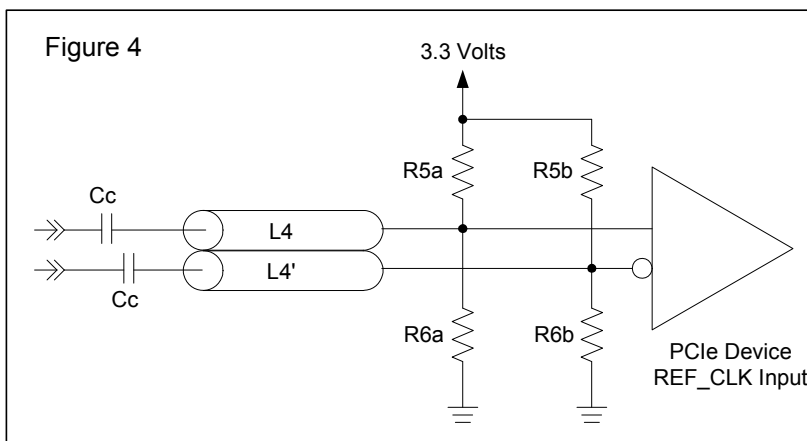 Figure 4
3.3 Volts
R5a
R5b
Cc
L4
L4'
Cc
R6a
R6b
PCIe Device
REF_CLK Input